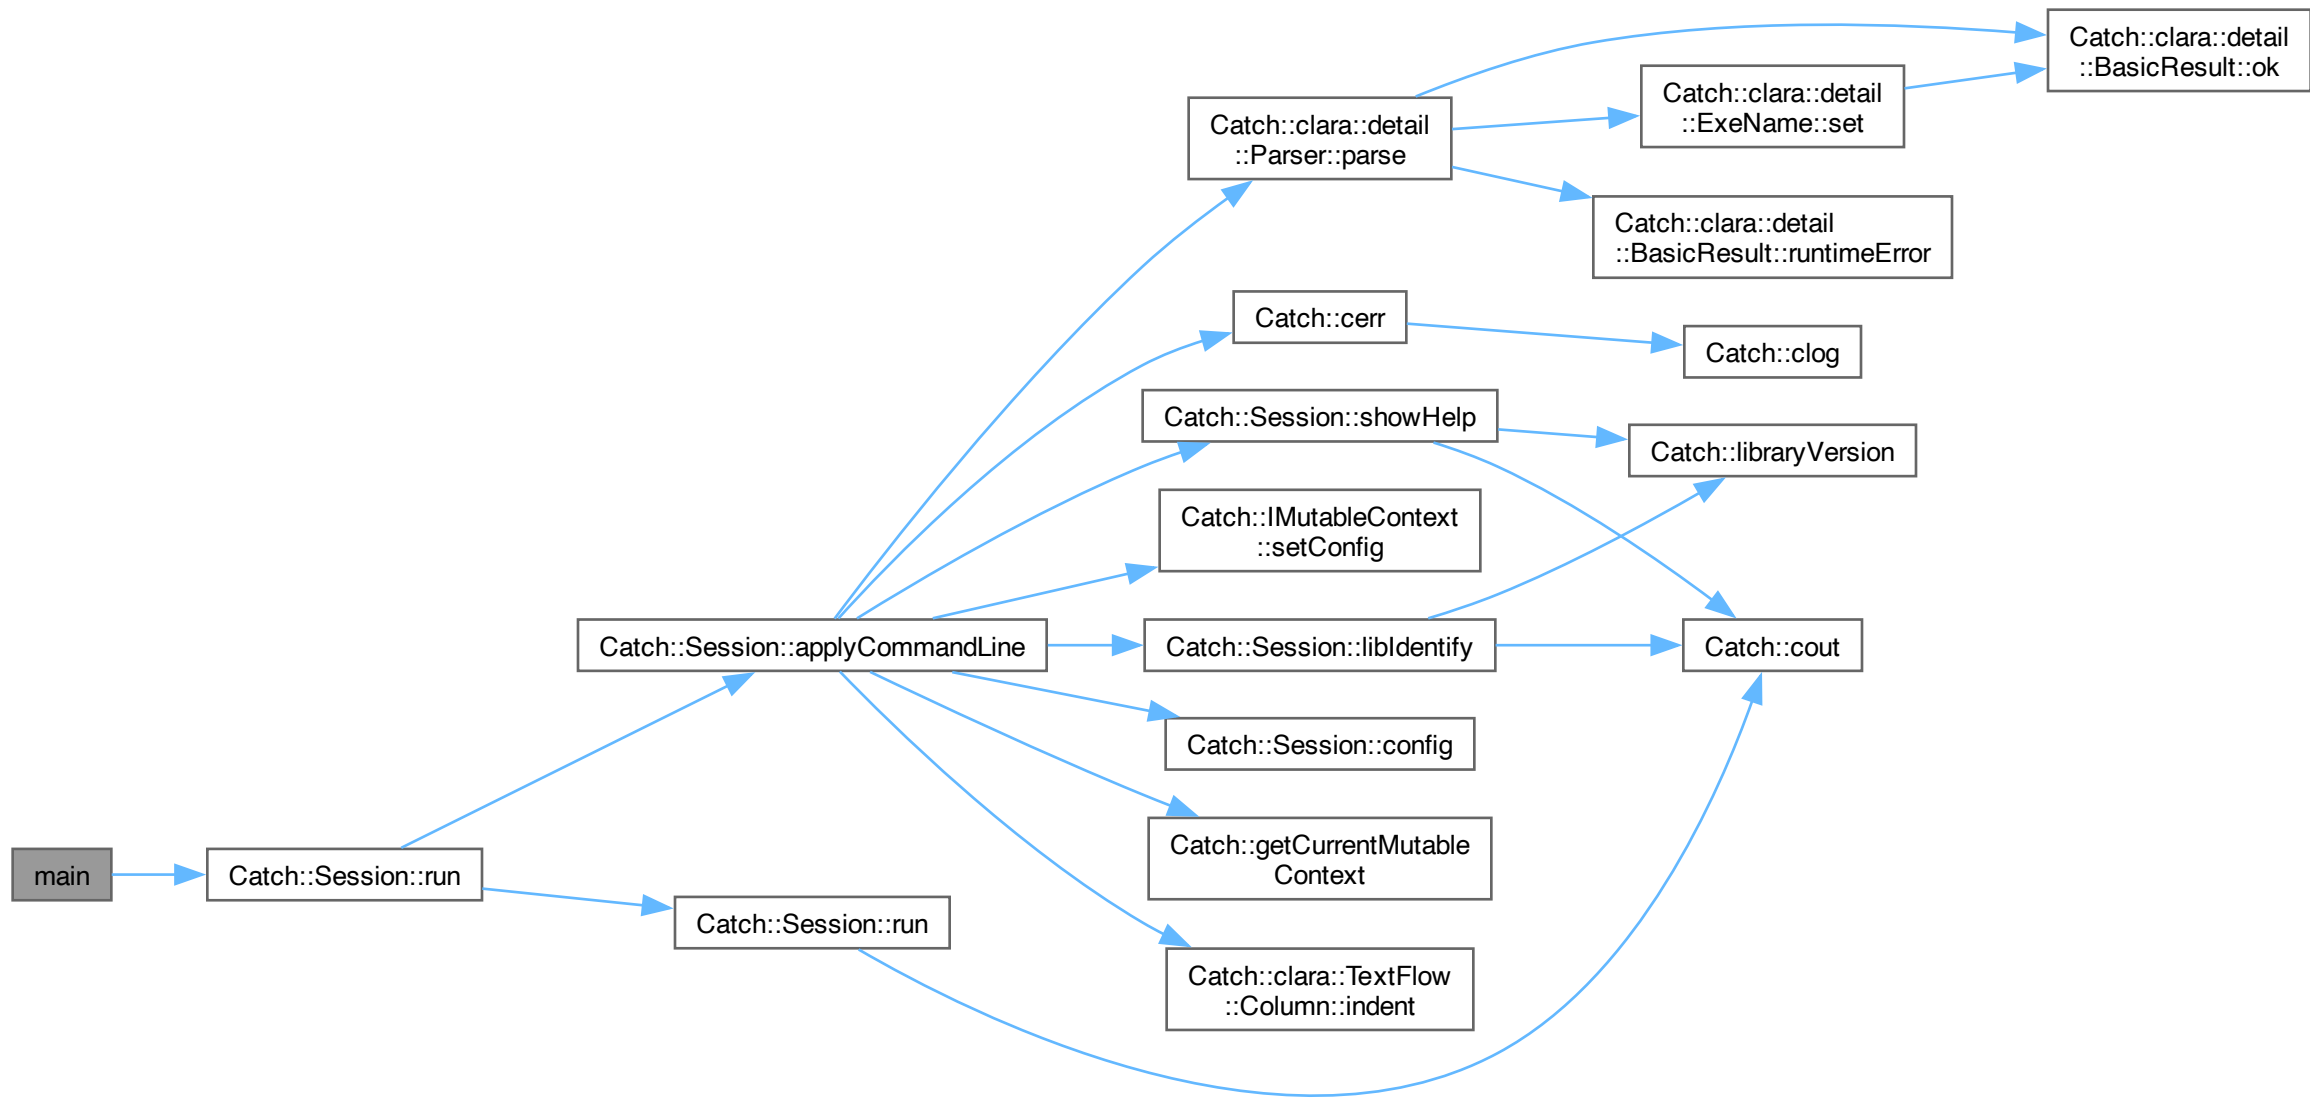 Catch::clara::detail
::BasicResult::ok
Catch::clara::detail
::ExeName::set
Catch::clara::detail
::Parser::parse
Catch::clara::detail
::BasicResult::runtimeError
Catch::cerr
Catch::clog
Catch::Session::showHelp
Catch::libraryVersion
Catch::IMutableContext
::setConfig
Catch::Session::applyCommandLine
Catch::Session::libIdentify
Catch::cout
Catch::Session::config
Catch::getCurrentMutable
Context
main
Catch::Session::run
Catch::Session::run
Catch::clara::TextFlow
::Column::indent